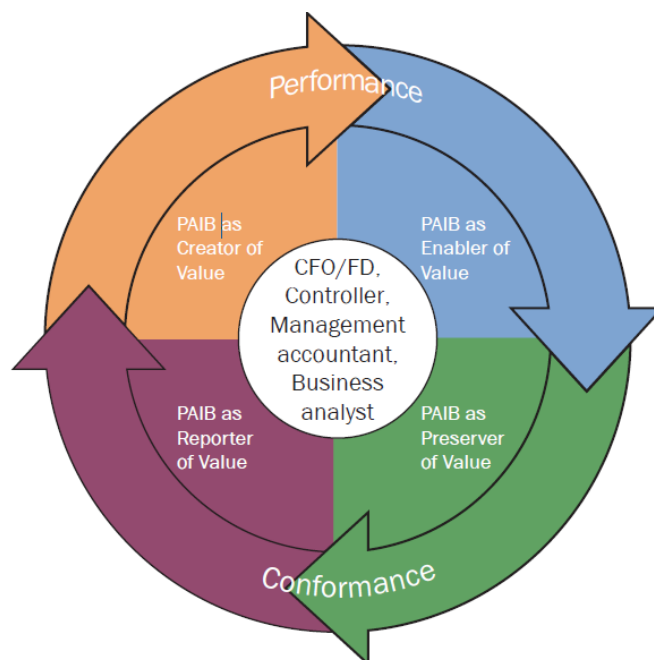 Performance
PAIB as
Creator of
Value
PAIB as
Enabler of
Value
CFO/FD,
Controller,
Management
accountant,
Business
analyst
PAIB as
Reporter
of Value
PAIB as
Preserver
of Value
Conformance